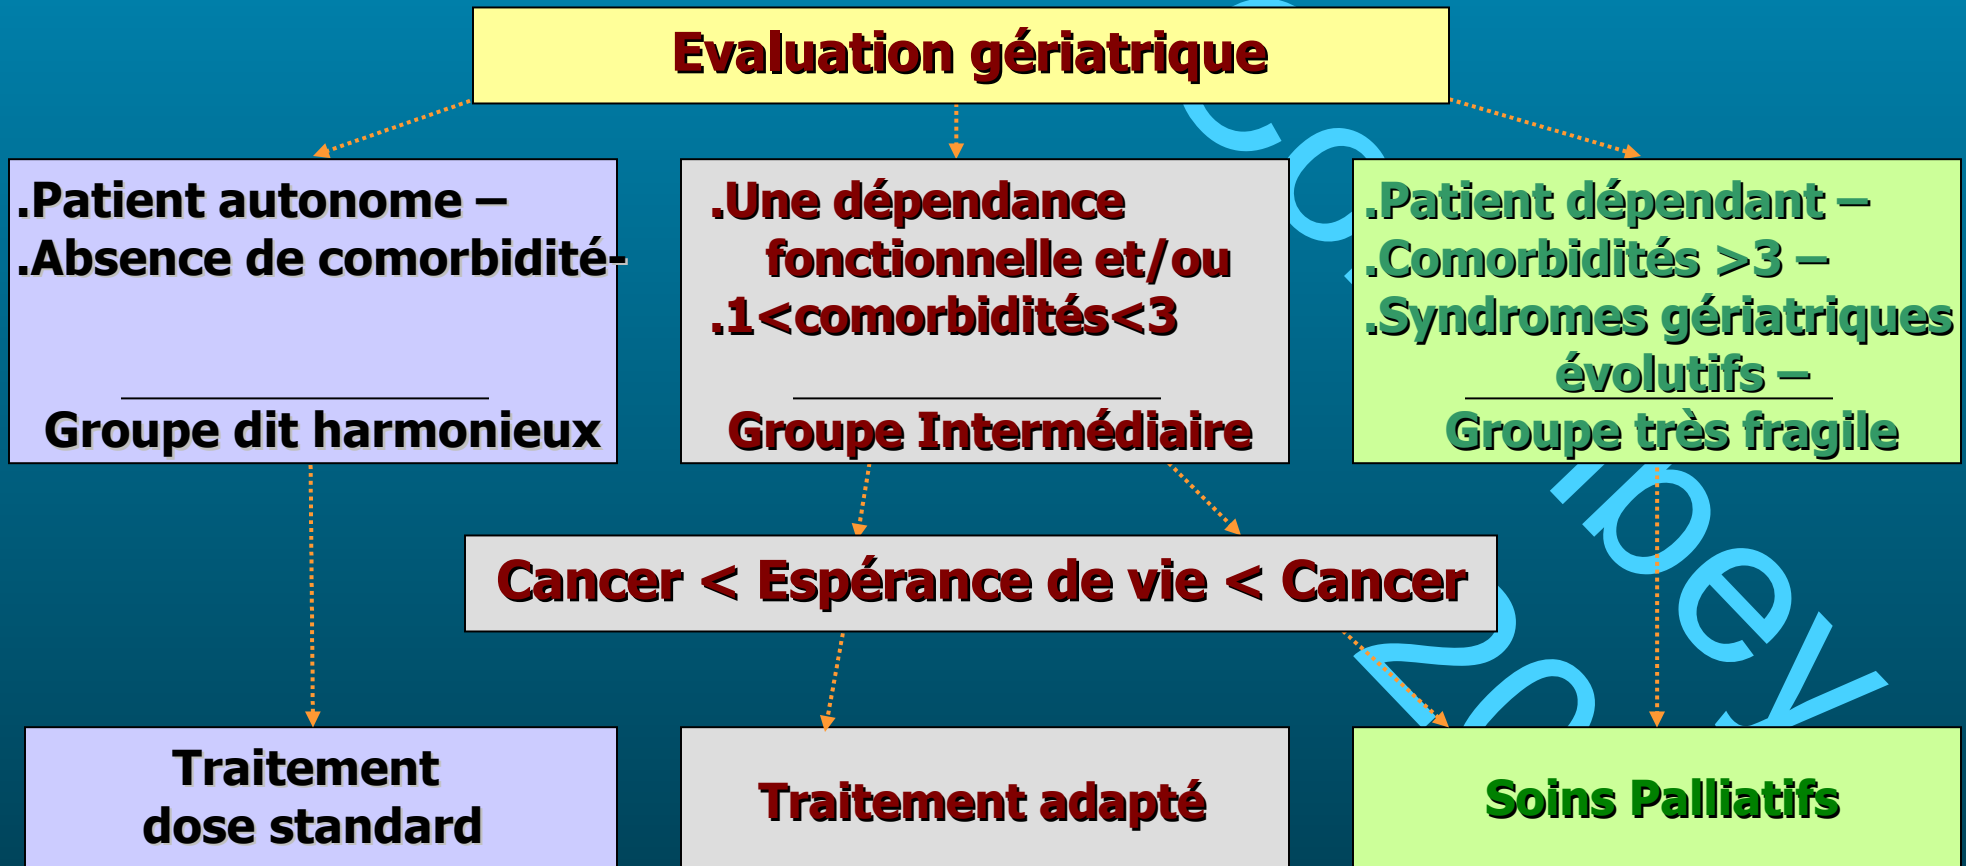 Evaluation gériatrique
.Patient autonome –
.Absence de comorbidité-
Groupe dit harmonieux
.Une dépendance
fonctionnelle et/ou
.1<comorbidités<3
Groupe Intermédiaire
.Patient dépendant –
.Comorbidités >3 –
.Syndromes gériatriques
évolutifs –
Groupe très fragile
Cancer < Espérance de vie < Cancer
Traitement
dose standard
Traitement adapté
Soins Palliatifs